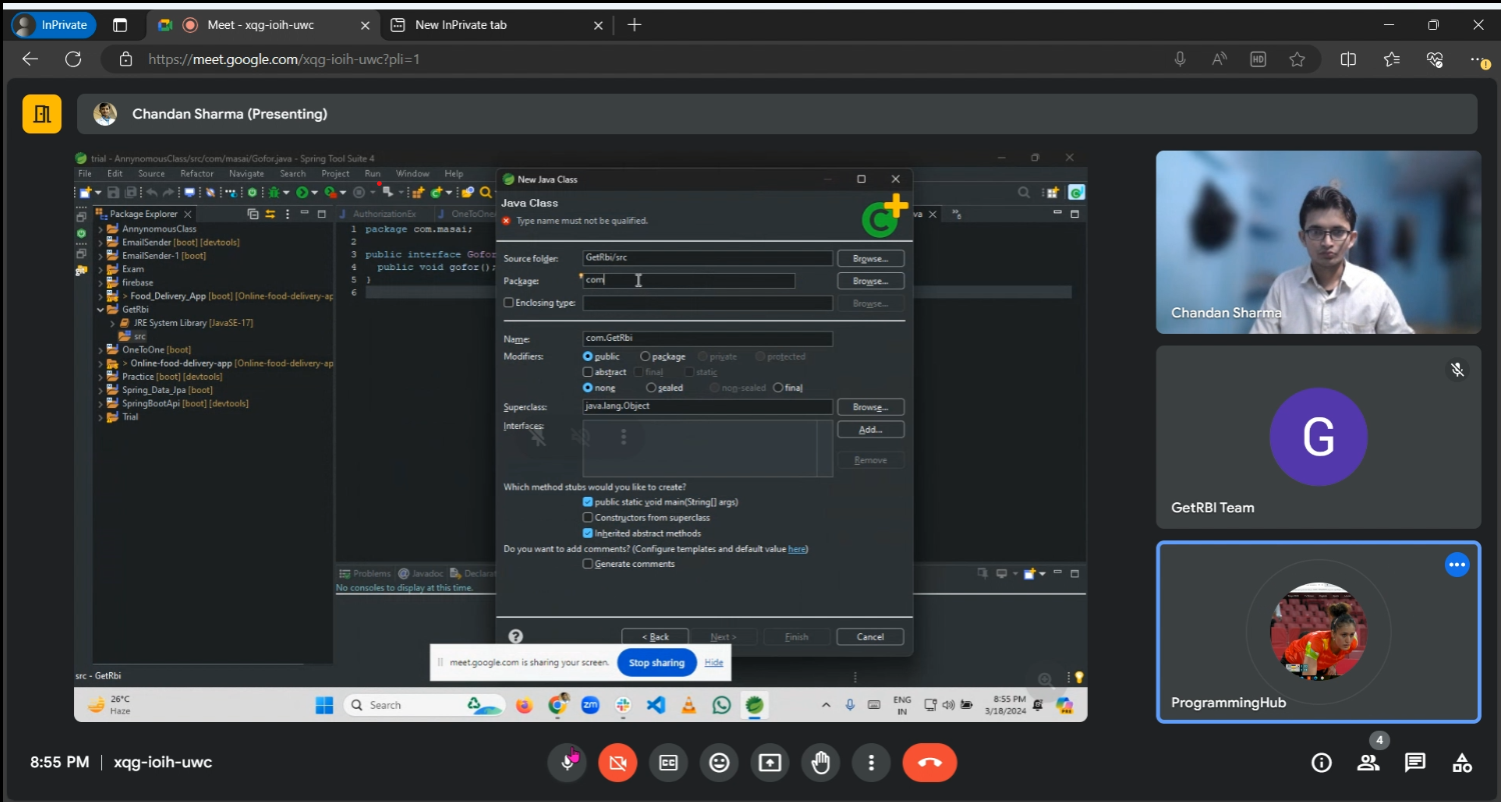 InPrivate
Meet - xqg-ioih-uwc
New InPrivate tab
https://meet.google.com/xqg-ioih-uwc?pli=1
HD
Chandan Sharma (Presenting)
trial - AnnynomousClass/src/com/masai/Gofor.java - Spring Tool Suite 4
File Edit Source Refactor Navigate Search Project Run Window Help
Package Explorer
AnnynomousClass
EmailSender [boot] [devtools]
EmailSender-1 [boot]
Exam
firebase
> Food_Delivery_App [boot] [Online-food-delivery-ap
GetRbi
JRE System Library [JavaSE-17]
src
OneToOne [boot]
> Online-food-delivery-app [Online-food-delivery-ap
Practice [boot] [devtools]
Spring_Data_Jpa [boot]
SpringBootApi [boot] [devtools]
Trial
AuthorizationEx
OneToOne
1 package com.masai;
2
3 public interface Gofor
4 public void gofor();
5 }
6
Problems Javadoc Declarat
No consoles to display at this time.
New Java Class
Java Class
Type name must not be qualified.
Source folder: GetRbi/src Browse...
Package: com Browse...
Enclosing type: Browse...
Name: com.GetRbi
Modifiers: public package private protected
abstract final static
none sealed non-sealed final
Superclass: java.lang.Object Browse...
Interfaces: Add...
Remove
Which method stubs would you like to create?
public static void main(String[] args)
Constructors from superclass
Inherited abstract methods
Do you want to add comments? (Configure templates and default value here)
Generate comments
? < Back Next > Finish Cancel
meet.google.com is sharing your screen. Stop sharing Hide
src - GetRbi
26°C
Haze
Search
zm
ENG
IN
8:55 PM
3/18/2024
Chandan Sharma
G
GetRBI Team
ProgrammingHub
8:55 PM | xqg-ioih-uwc
CC
4